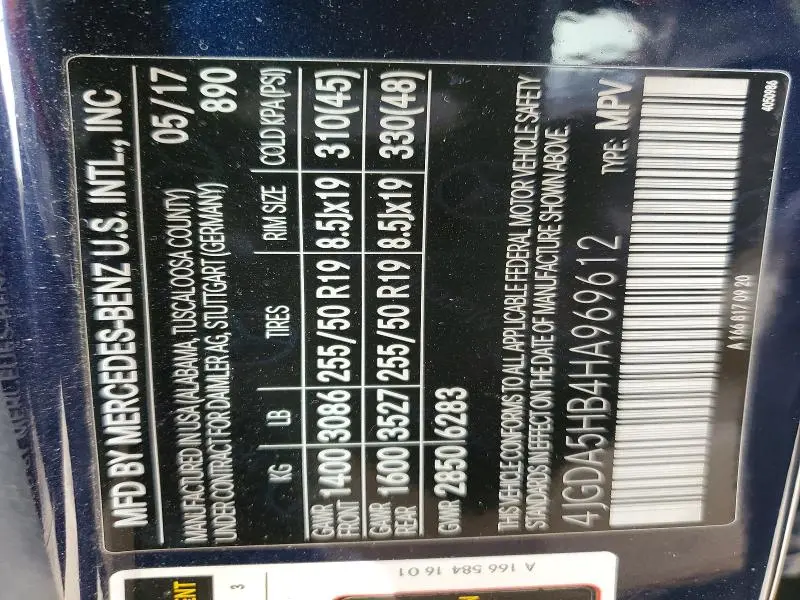 MFD BY MERCEDES-BENZ U.S. INTL., INC
MANUFACTURED IN USA (ALABAMA, TUSCALOOSA COUNTY) 05/17
UNDER CONTRACT FOR DAIMLER AG, STUTTGART (GERMANY) 890
KG LB TIRES RIM SIZE COLD KPA(PSI)
GAWR FRONT 1400 3086 255/50 R19 8.5Jx19 310(45)
GAWR REAR 1600 3527 255/50 R19 8.5Jx19 330(48)
GVWR 2850 6283
THIS VEHICLE CONFORMS TO ALL APPLICABLE FEDERAL MOTOR VEHICLE SAFETY
STANDARDS IN EFFECT ON DATE OF MANUFACTURE SHOWN ABOVE.
4JGDA5HB4HA969612 TYPE: MPV
A 166 817 09 20
4050986
A 166 584 16 01
3